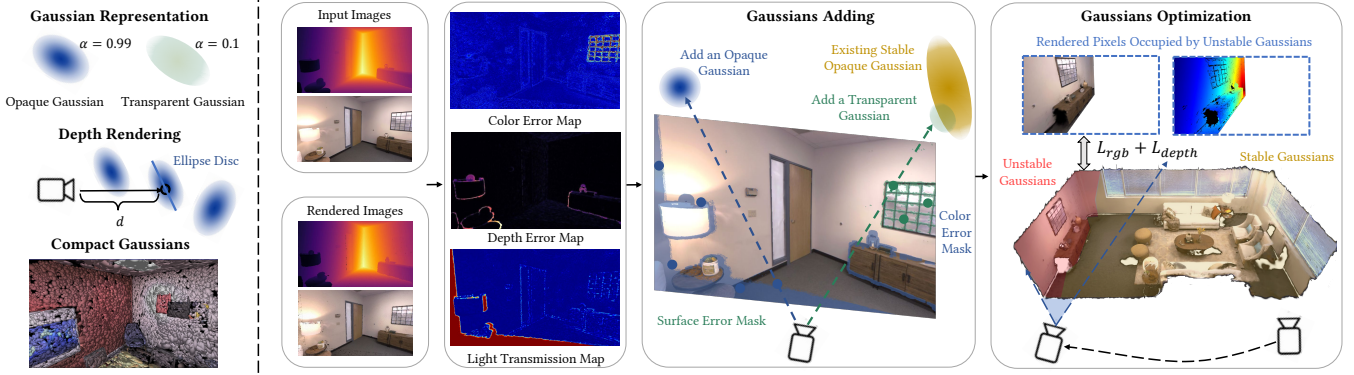 Gaussian Representation
α = 0.99
α = 0.1
Opaque Gaussian
Transparent Gaussian
Depth Rendering
Ellipse Disc
d
Compact Gaussians
Input Images
Rendered Images
Color Error Map
Depth Error Map
Light Transmission Map
Gaussians Adding
Add an Opaque
Gaussian
Existing Stable
Opaque Gaussian
Add a Transparent
Gaussian
Color
Error
Mask
Surface Error Mask
Gaussians Optimization
Rendered Pixels Occupied by Unstable Gaussians
L_rgb + L_depth
Unstable
Gaussians
Stable Gaussians